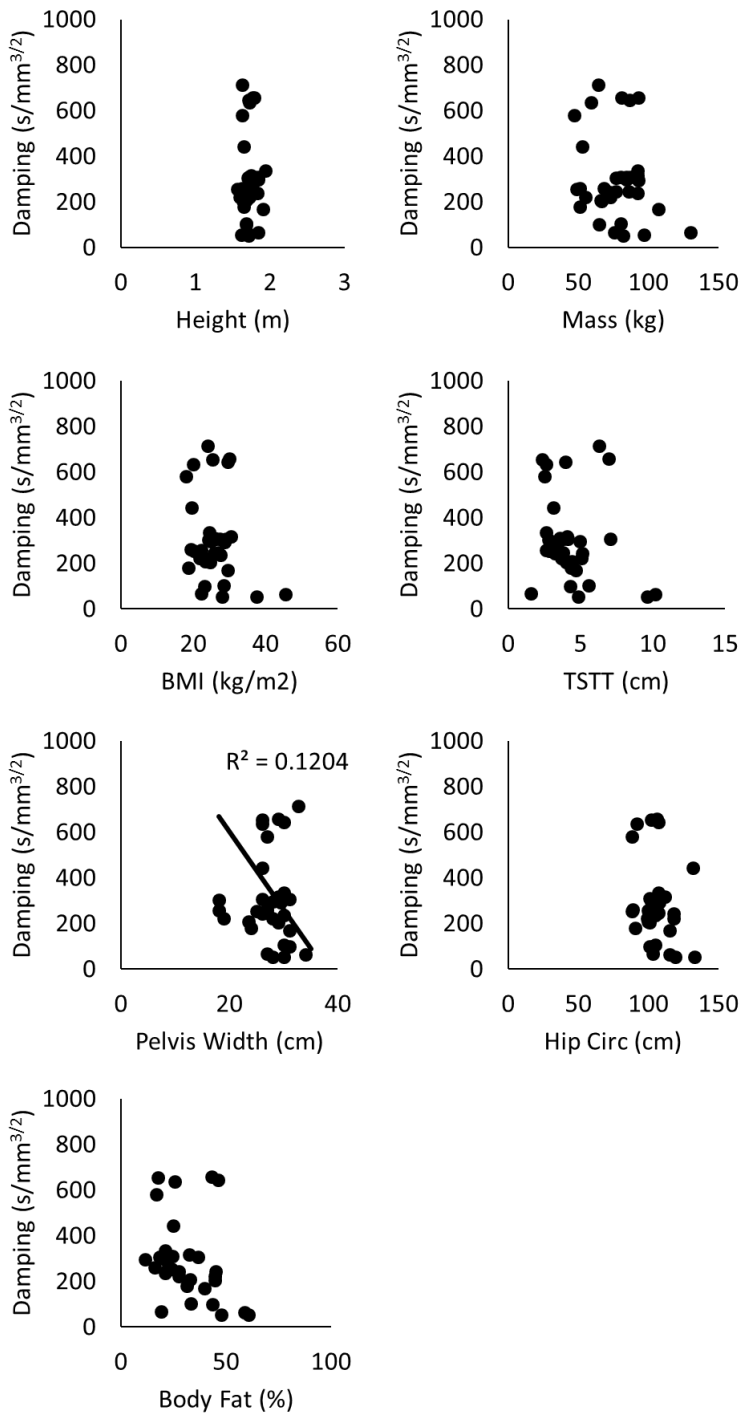 1000
800
600
400
200
0
Damping (s/mm3/2)
0 1 2 3
Height (m)
1000
800
600
400
200
0
Damping (s/mm3/2)
0 50 100 150
Mass (kg)
1000
800
600
400
200
0
Damping (s/mm3/2)
0 20 40 60
BMI (kg/m2)
1000
800
600
400
200
0
Damping (s/mm3/2)
0 5 10 15
TSTT (cm)
1000
800
600
400
200
0
Damping (s/mm3/2)
R² = 0.1204
0 20 40
Pelvis Width (cm)
1000
800
600
400
200
0
Damping (s/mm3/2)
0 50 100 150
Hip Circ (cm)
1000
800
600
400
200
0
Damping (s/mm3/2)
0 50 100
Body Fat (%)